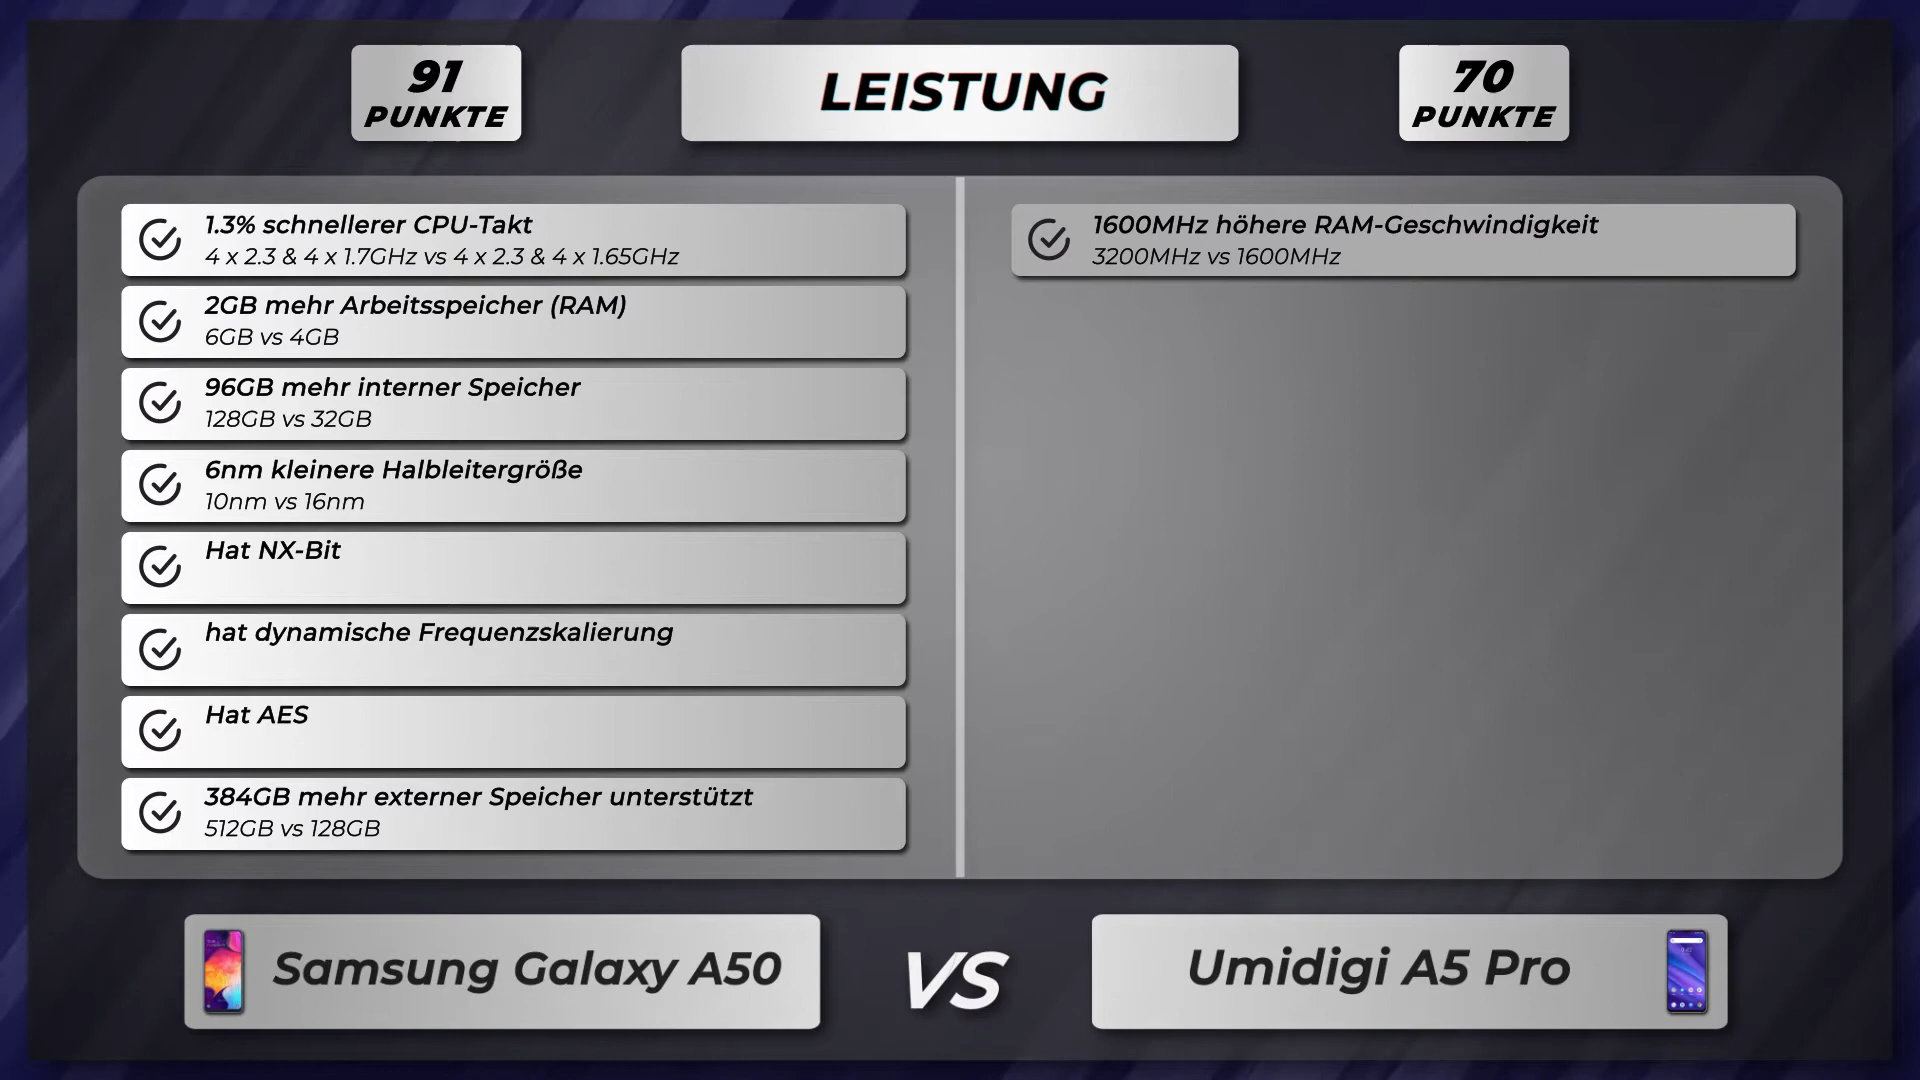 91
PUNKTE
LEISTUNG
70
PUNKTE
1.3% schnellerer CPU-Takt
4 x 2.3 & 4 x 1.7GHz vs 4 x 2.3 & 4 x 1.65GHz
2GB mehr Arbeitsspeicher (RAM)
6GB vs 4GB
96GB mehr interner Speicher
128GB vs 32GB
6nm kleinere Halbleitergröße
10nm vs 16nm
Hat NX-Bit
hat dynamische Frequenzskalierung
Hat AES
384GB mehr externer Speicher unterstützt
512GB vs 128GB
1600MHz höhere RAM-Geschwindigkeit
3200MHz vs 1600MHz
Samsung Galaxy A50
VS
Umidigi A5 Pro